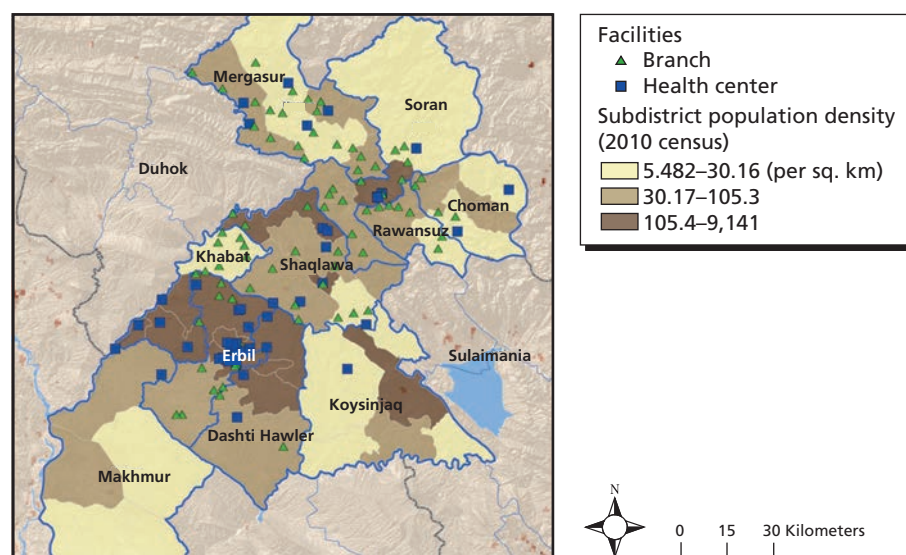 Mergasur
Soran
Duhok
Choman
Rawansuz
Khabat
Shaqlawa
Erbil
Sulaimania
Koysinjaq
Dashti Hawler
Makhmur
Facilities
Branch
Health center
Subdistrict population density
(2010 census)
5.482–30.16 (per sq. km)
30.17–105.3
105.4–9,141
N
0 15 30 Kilometers